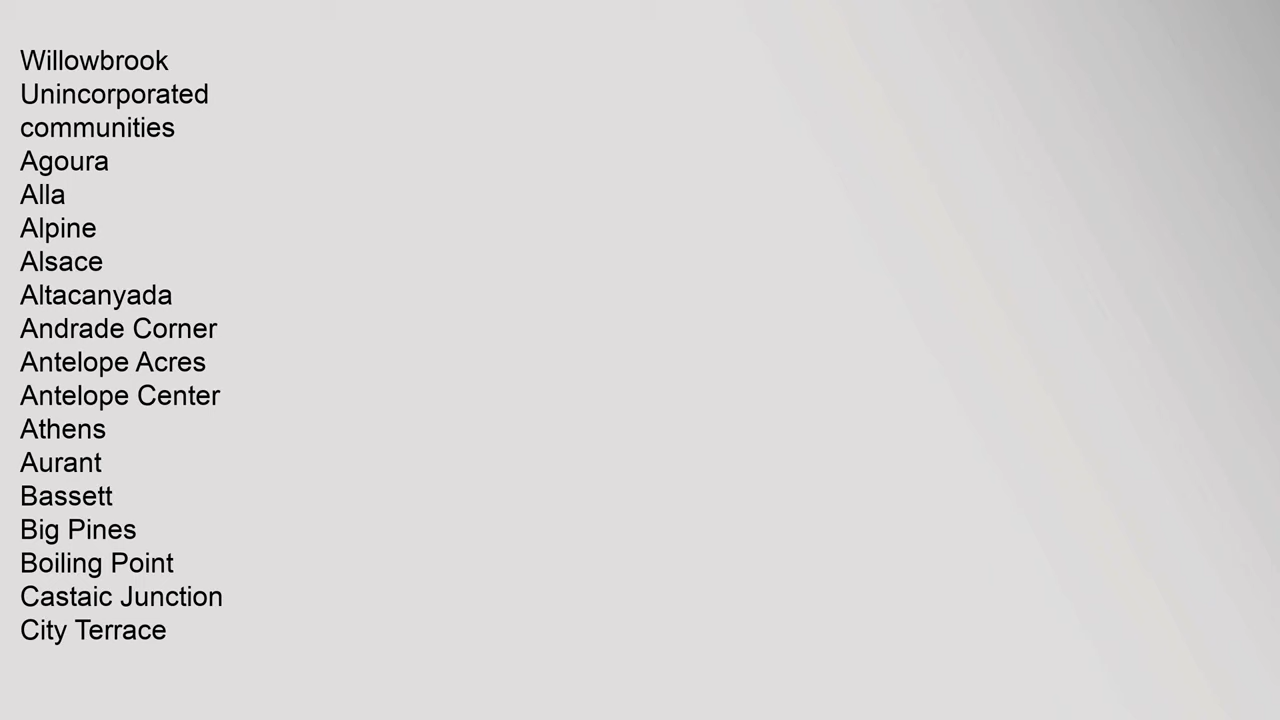 Willowbrook
Unincorporated
communities
Agoura
Alla
Alpine
Alsace
Altacanyada
Andrade Corner
Antelope Acres
Antelope Center
Athens
Aurant
Bassett
Big Pines
Boiling Point
Castaic Junction
City Terrace